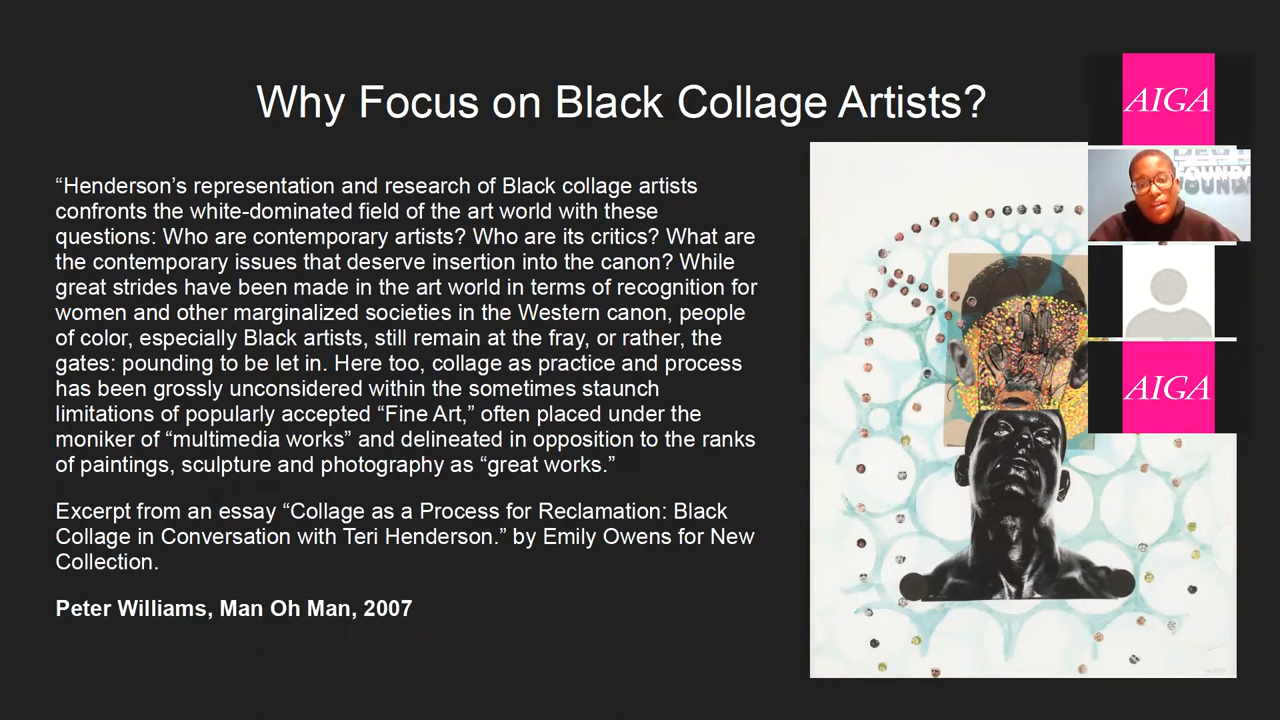 Why Focus on Black Collage Artists?
“Henderson’s representation and research of Black collage artists
confronts the white-dominated field of the art world with these
questions: Who are contemporary artists? Who are its critics? What are
the contemporary issues that deserve insertion into the canon? While
great strides have been made in the art world in terms of recognition for
women and other marginalized societies in the Western canon, people
of color, especially Black artists, still remain at the fray, or rather, the
gates: pounding to be let in. Here too, collage as practice and process
has been grossly unconsidered within the sometimes staunch
limitations of popularly accepted “Fine Art,” often placed under the
moniker of “multimedia works” and delineated in opposition to the ranks
of paintings, sculpture and photography as “great works.”
Excerpt from an essay “Collage as a Process for Reclamation: Black
Collage in Conversation with Teri Henderson.” by Emily Owens for New
Collection.
Peter Williams, Man Oh Man, 2007
AIGA
AIGA